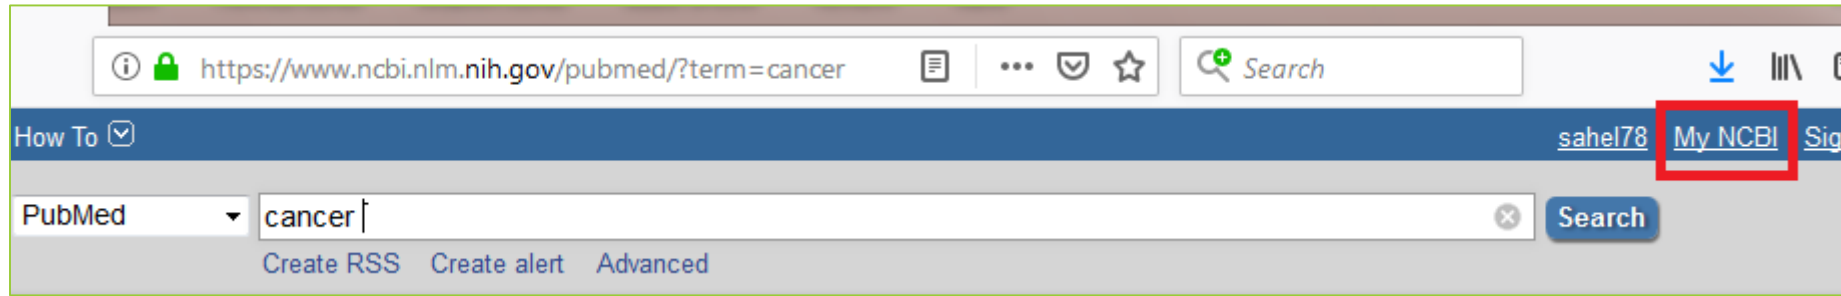 https://www.ncbi.nlm.nih.gov/pubmed/?term=cancer Search
How To sahel78 My NCBI Sig
PubMed cancer Search
Create RSS Create alert Advanced